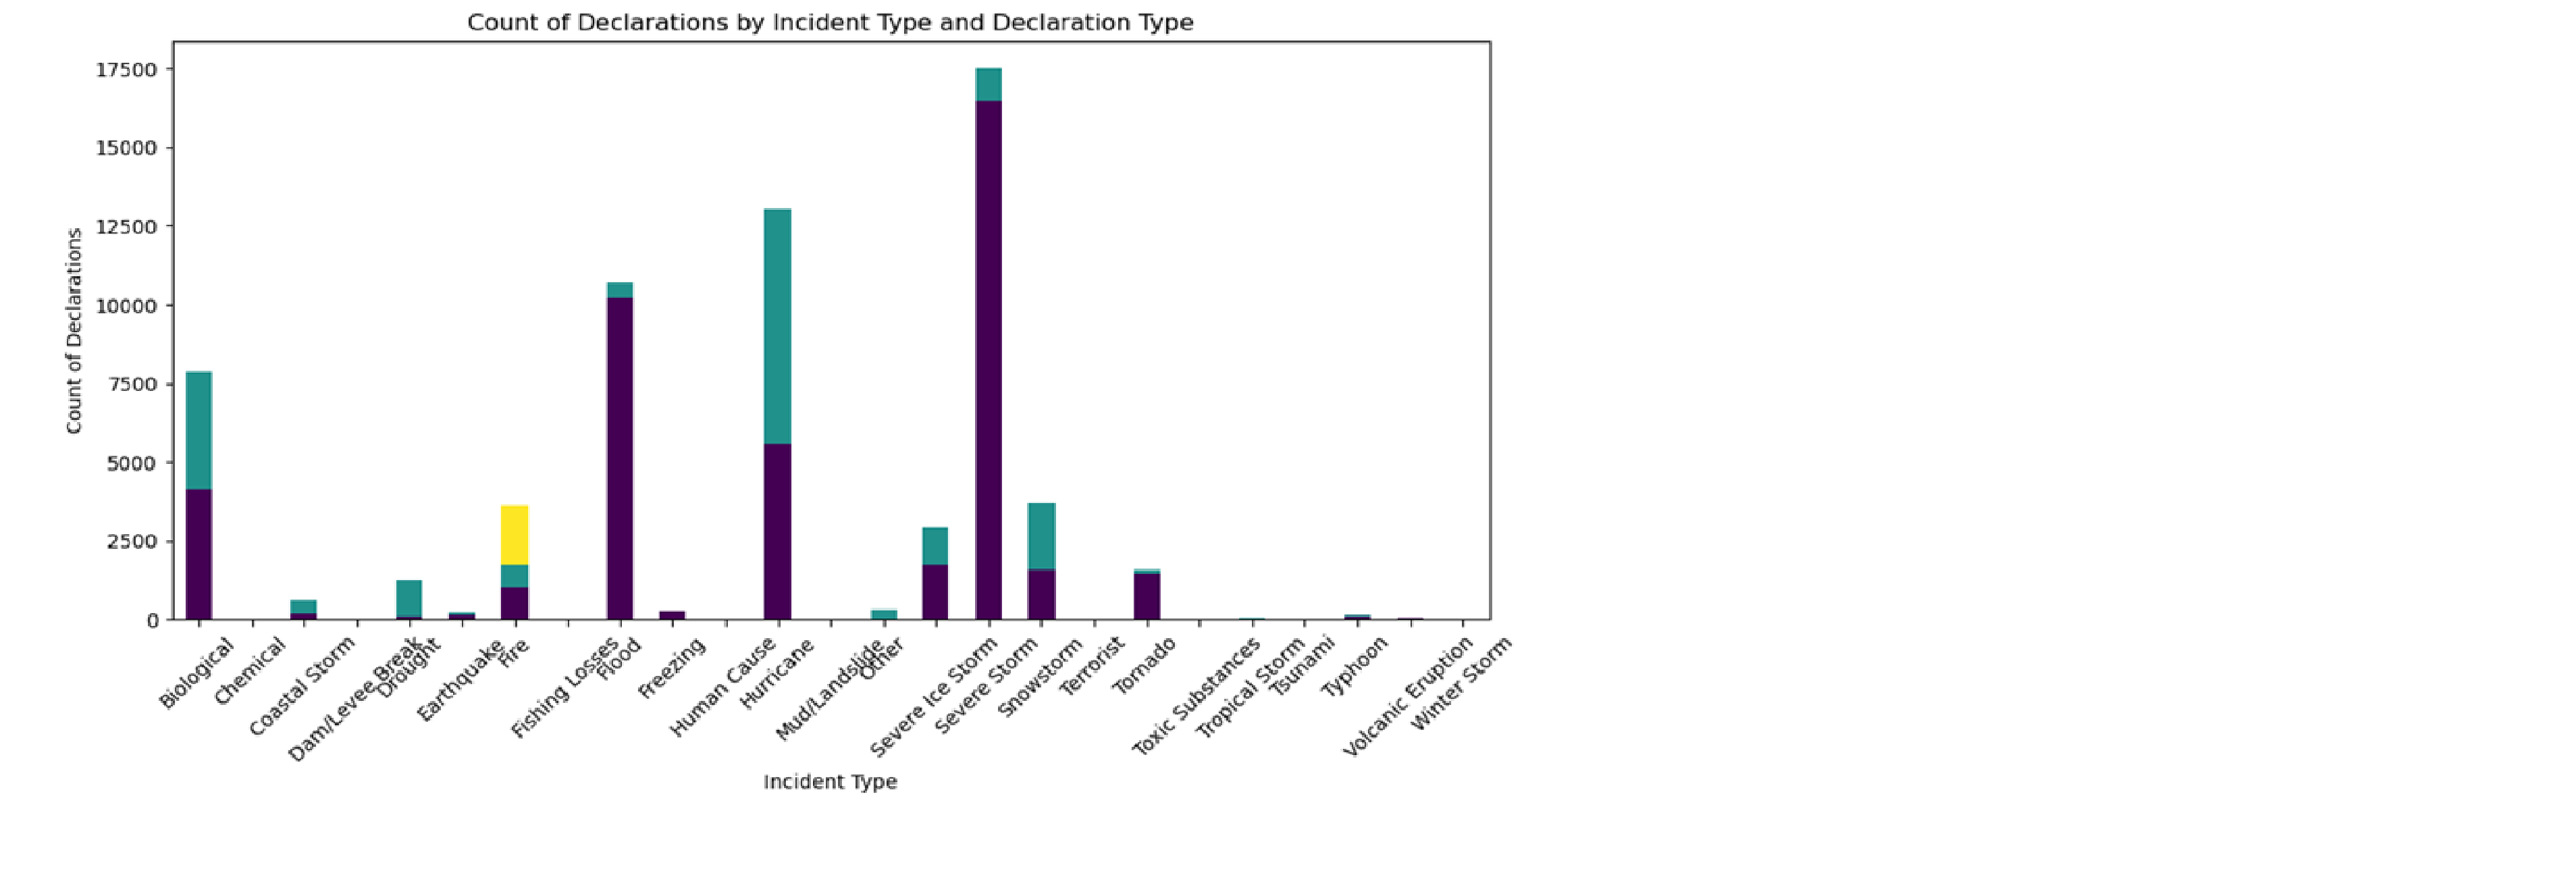 Count of Declarations by Incident Type and Declaration Type
17500
15000
12500
10000
7500
5000
2500
0
Count of Declarations
Biological
Chemical
Coastal Storm
Dam/Levee Break
Drought
Earthquake
Fire
Fishing Losses
Flood
Freezing
Human Cause
Hurricane
Mud/Landslide
Other
Severe Ice Storm
Severe Storm
Snowstorm
Terrorist
Tornado
Toxic Substances
Tropical Storm
Tsunami
Typhoon
Volcanic Eruption
Winter Storm
Incident Type